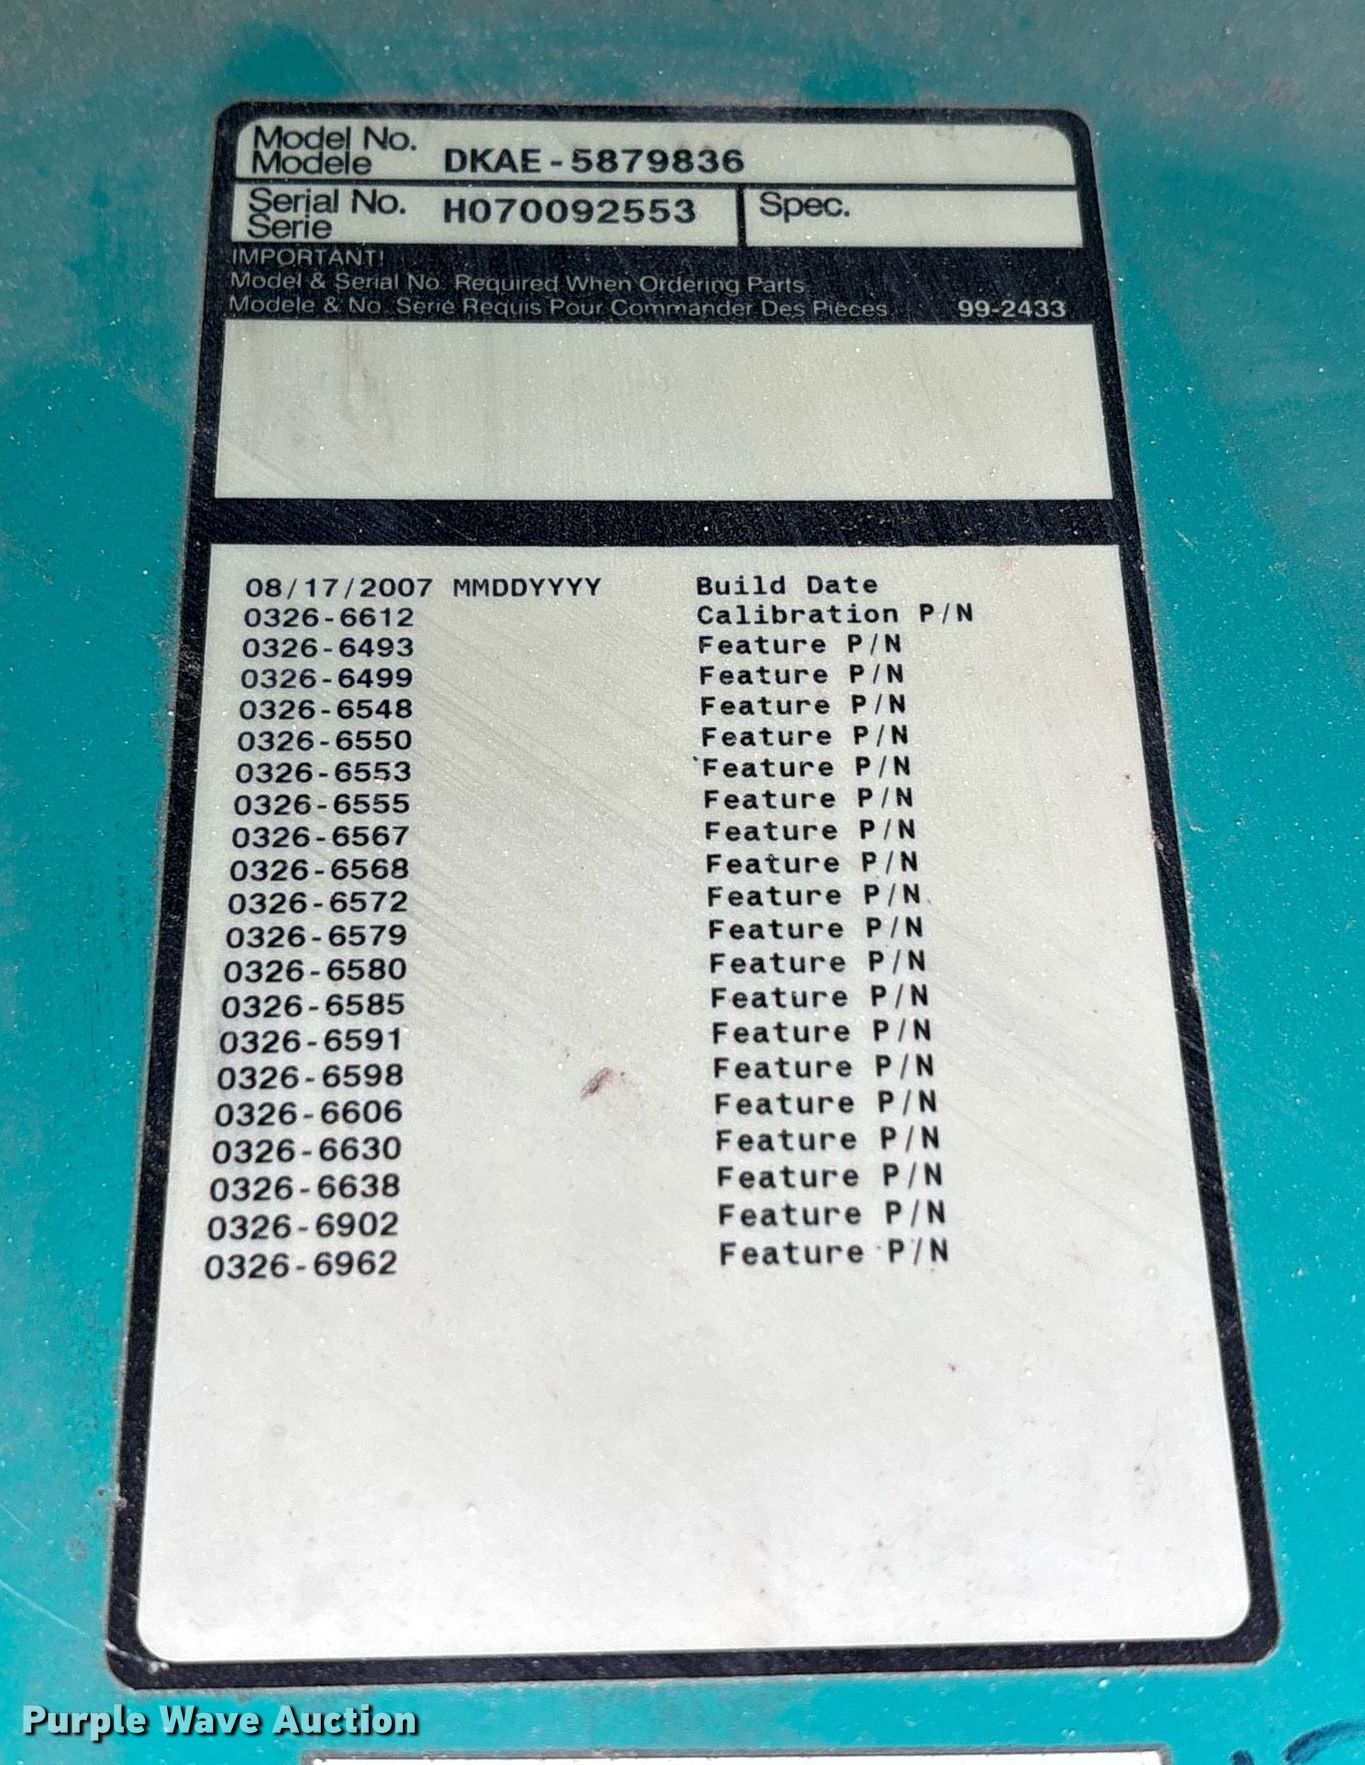 Model No.
Modele DKAE-5879836
Serial No.
Serie H070092553 Spec.
IMPORTANT!
Model & Serial No. Required When Ordering Parts
Modele & No. Serie Requis Pour Commander Des Pieces 99-2433
08/17/2007 MMDDYYYY Build Date
0326-6612 Calibration P/N
0326-6493 Feature P/N
0326-6499 Feature P/N
0326-6548 Feature P/N
0326-6550 Feature P/N
0326-6553 Feature P/N
0326-6555 Feature P/N
0326-6567 Feature P/N
0326-6568 Feature P/N
0326-6572 Feature P/N
0326-6579 Feature P/N
0326-6580 Feature P/N
0326-6585 Feature P/N
0326-6591 Feature P/N
0326-6598 Feature P/N
0326-6606 Feature P/N
0326-6630 Feature P/N
0326-6638 Feature P/N
0326-6902 Feature P/N
0326-6962 Feature P/N
Purple Wave Auction